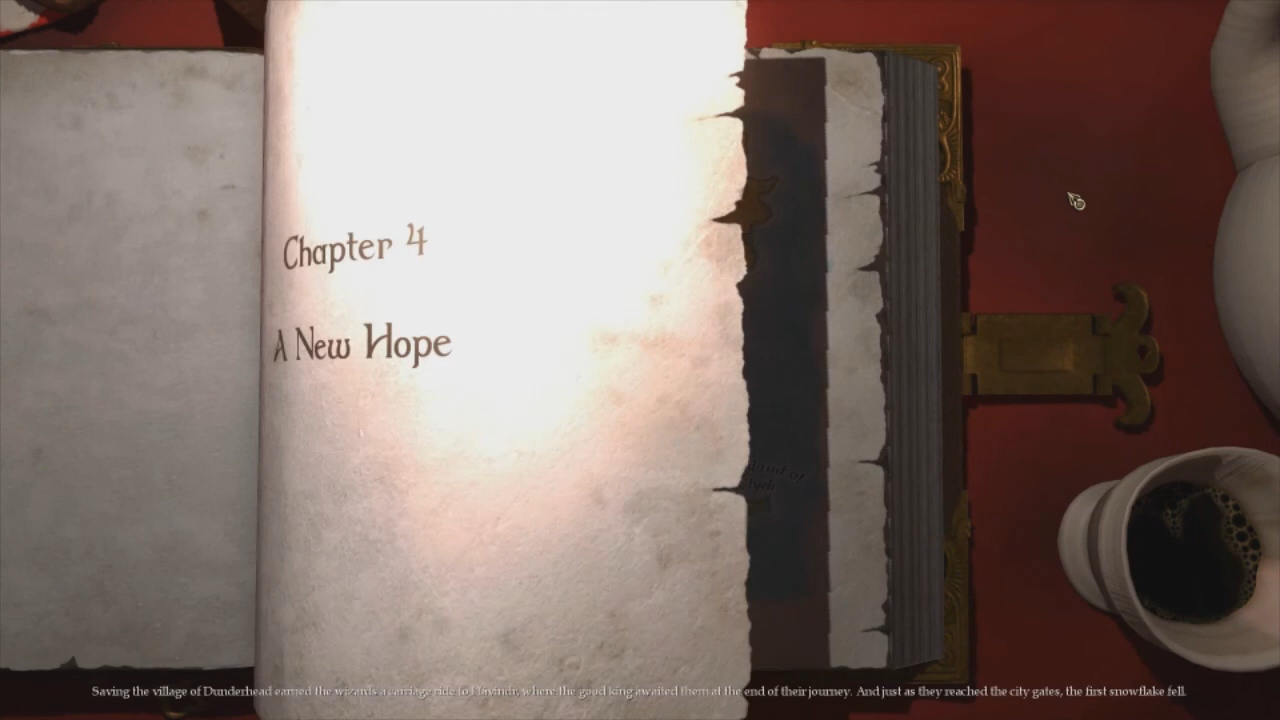 Chapter 4
A New Hope
Saving the village of Dunderhead earned the wizards a carriage ride to Havindr, where the good king awaited them at the end of their journey. And just as they reached the city gates, the first snowflake fell.